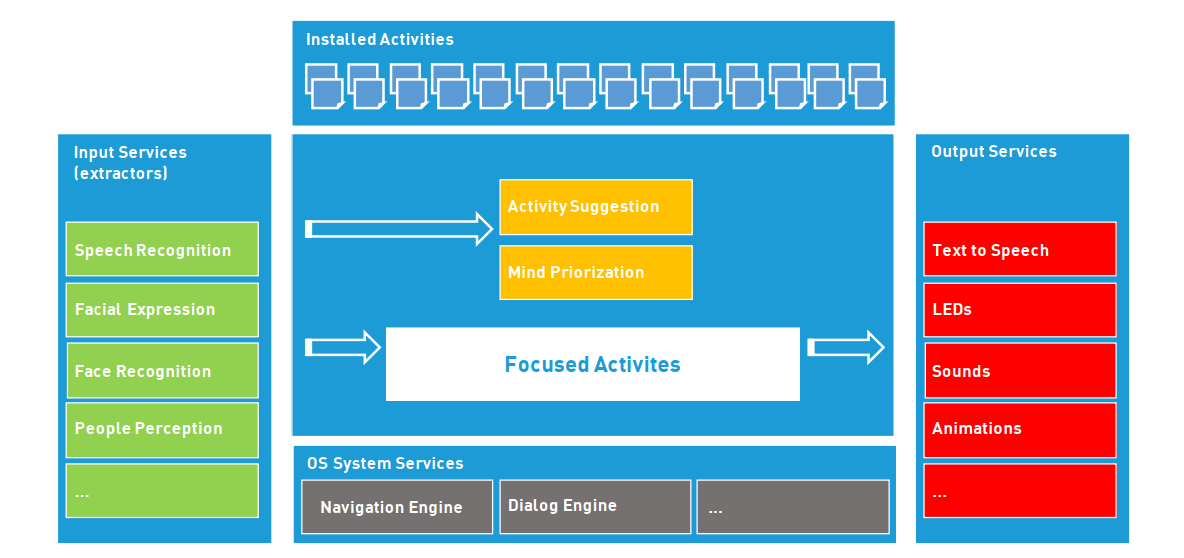 Installed Activities
Input Services
(extractors)
Speech Recognition
Facial Expression
Face Recognition
People Perception
...
Activity Suggestion
Mind Priorization
Focused Activites
OS System Services
Navigation Engine
Dialog Engine
...
Output Services
Text to Speech
LEDs
Sounds
Animations
...